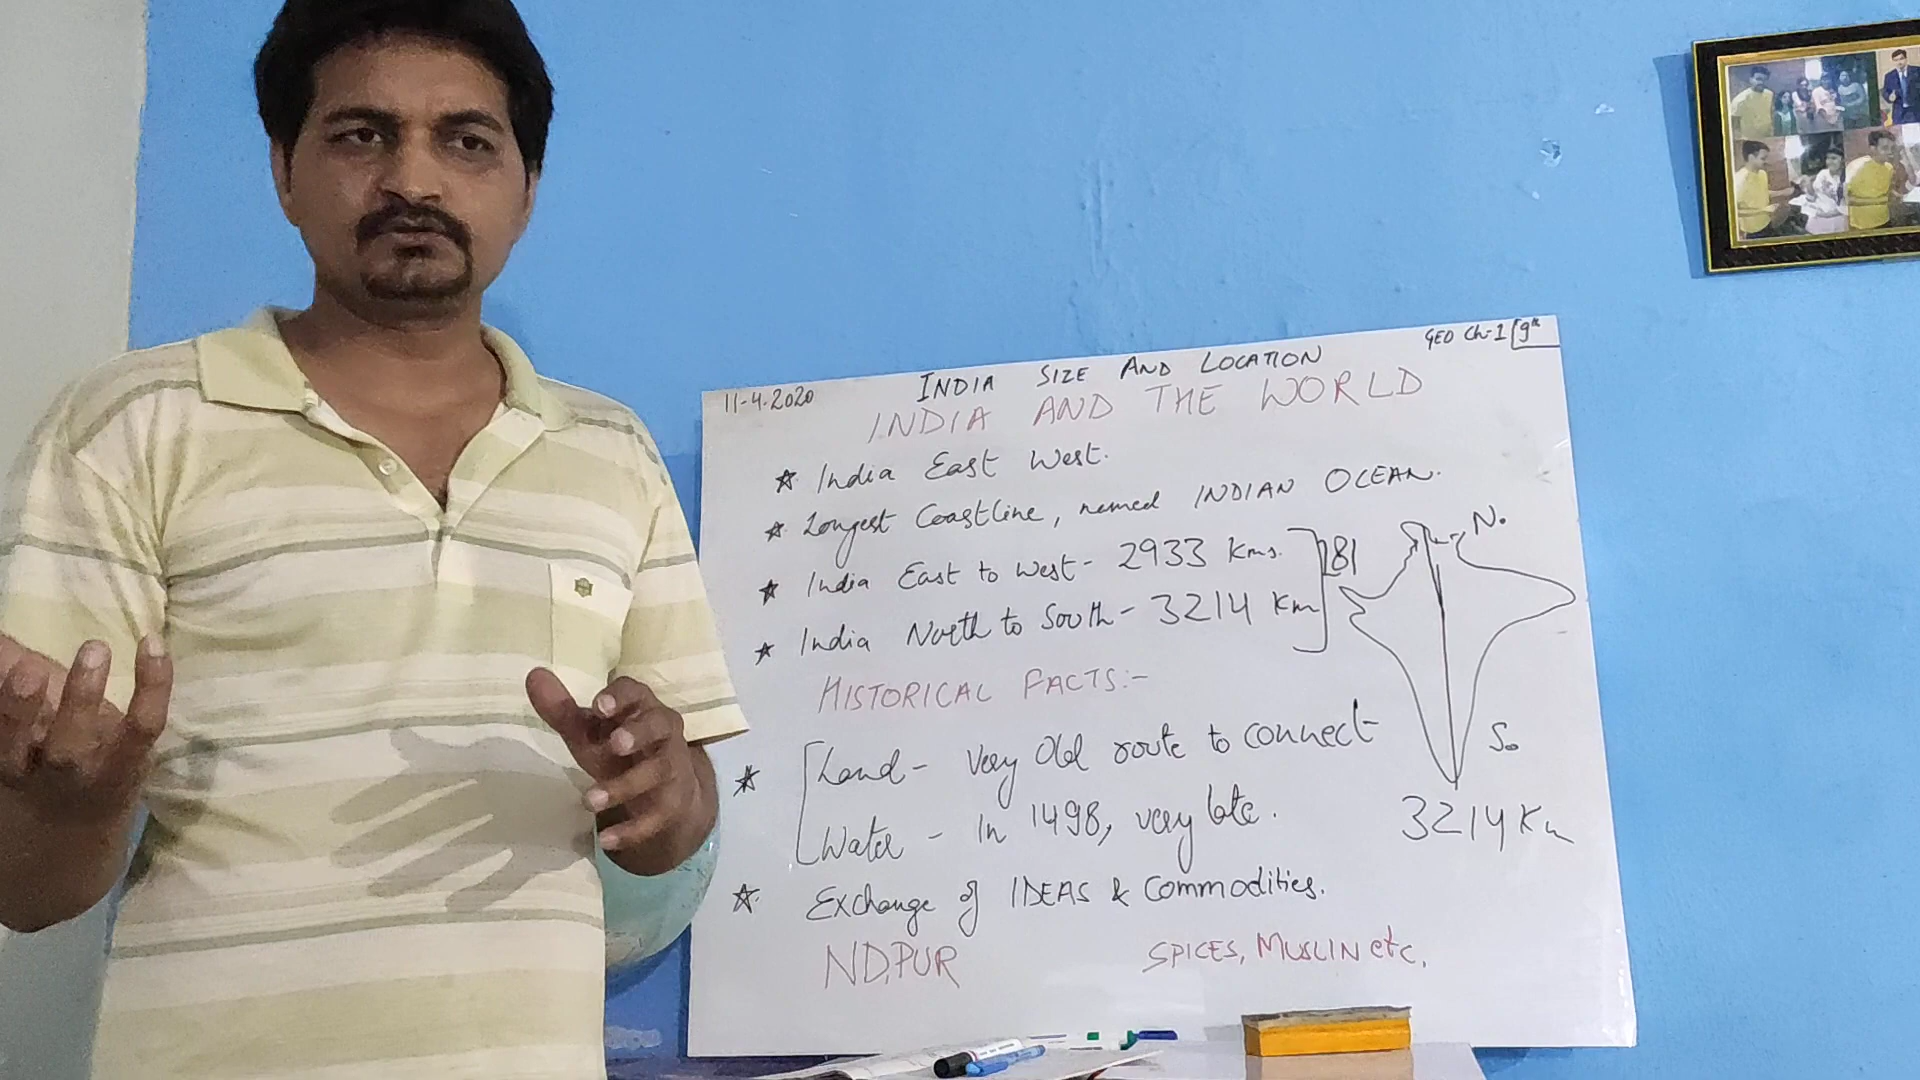 GEO Ch-1 9th
11-4-2020
INDIA SIZE AND LOCATION
INDIA AND THE WORLD
☆ India East West.
☆ Longest Coastline, named INDIAN OCEAN.
☆ India East to West - 2933 Kms.
☆ India North to South - 3214 Km
281
N.
S.
3214 Km
HISTORICAL FACTS:-
☆ Land - Very Old route to connect
Water - In 1498, very late.
☆ Exchange of IDEAS & Commodities.
ND,PUR
SPICES, MUSLIN etc.